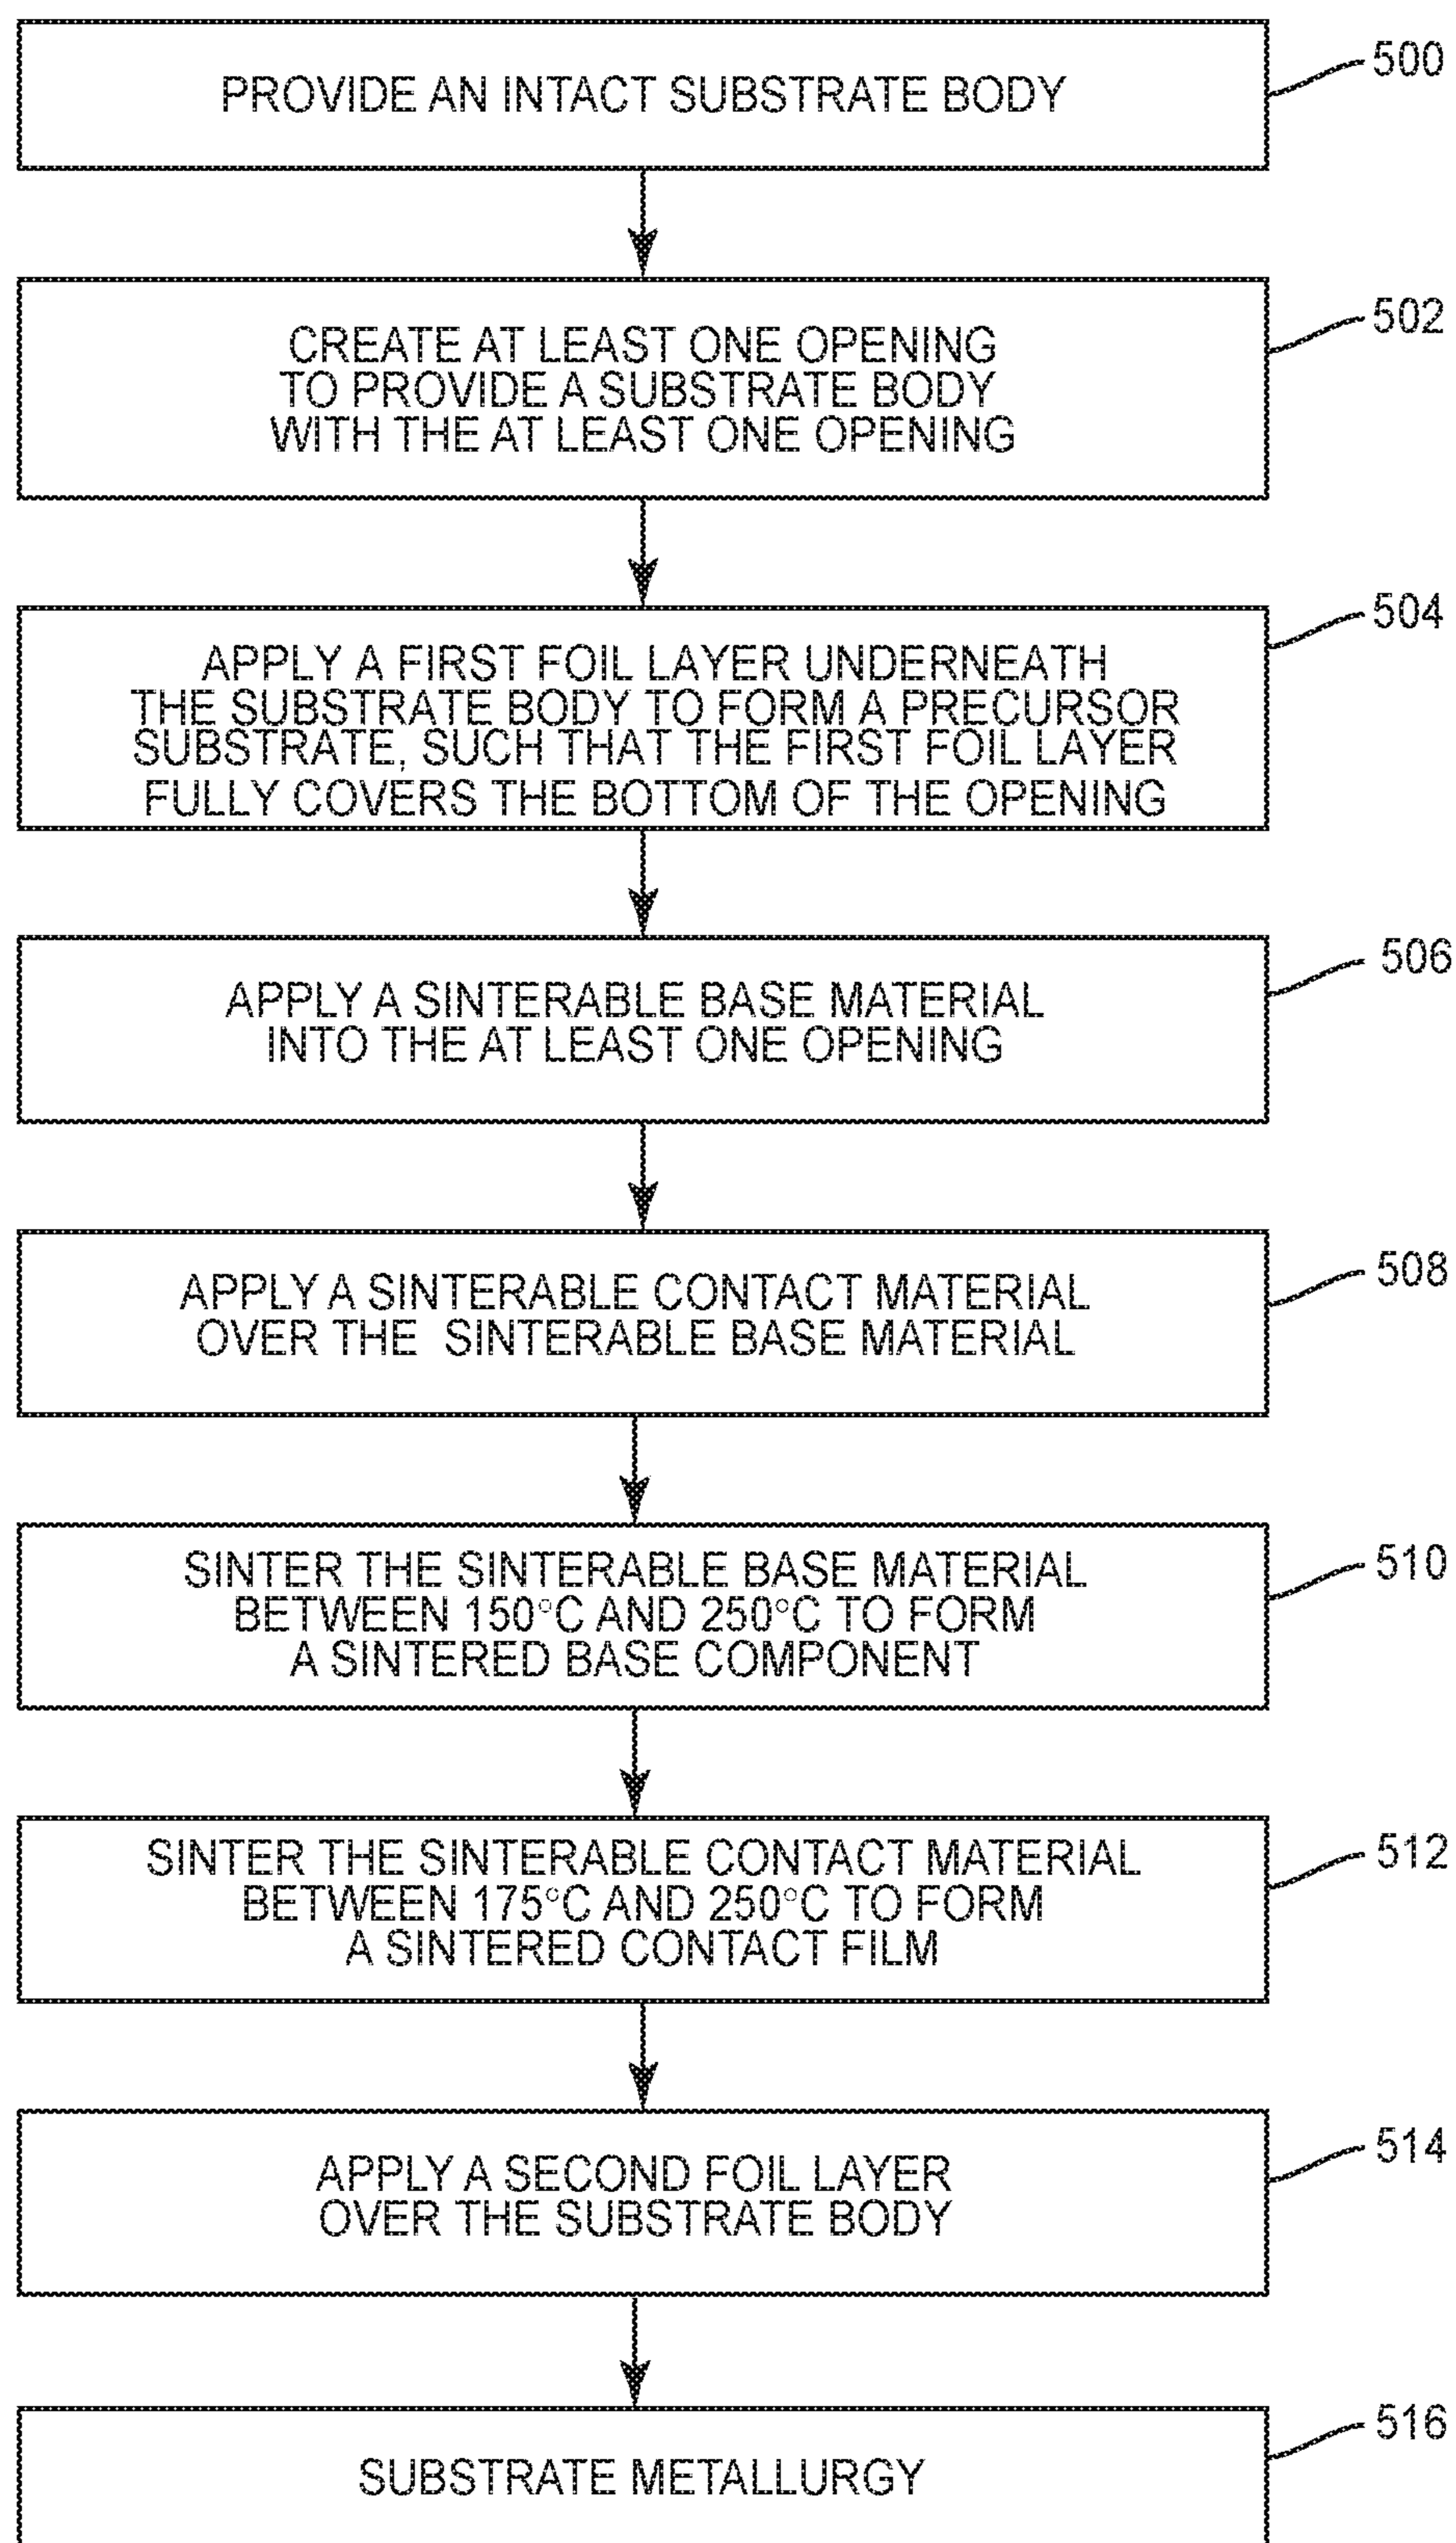 PROVIDE AN INTACT SUBSTRATE BODY
500
CREATE AT LEAST ONE OPENING
TO PROVIDE A SUBSTRATE BODY
WITH THE AT LEAST ONE OPENING
502
APPLY A FIRST FOIL LAYER UNDERNEATH
THE SUBSTRATE BODY TO FORM A PRECURSOR
SUBSTRATE, SUCH THAT THE FIRST FOIL LAYER
FULLY COVERS THE BOTTOM OF THE OPENING
504
APPLY A SINTERABLE BASE MATERIAL
INTO THE AT LEAST ONE OPENING
506
APPLY A SINTERABLE CONTACT MATERIAL
OVER THE SINTERABLE BASE MATERIAL
508
SINTER THE SINTERABLE BASE MATERIAL
BETWEEN 150°C AND 250°C TO FORM
A SINTERED BASE COMPONENT
510
SINTER THE SINTERABLE CONTACT MATERIAL
BETWEEN 175°C AND 250°C TO FORM
A SINTERED CONTACT FILM
512
APPLY A SECOND FOIL LAYER
OVER THE SUBSTRATE BODY
514
SUBSTRATE METALLURGY
516